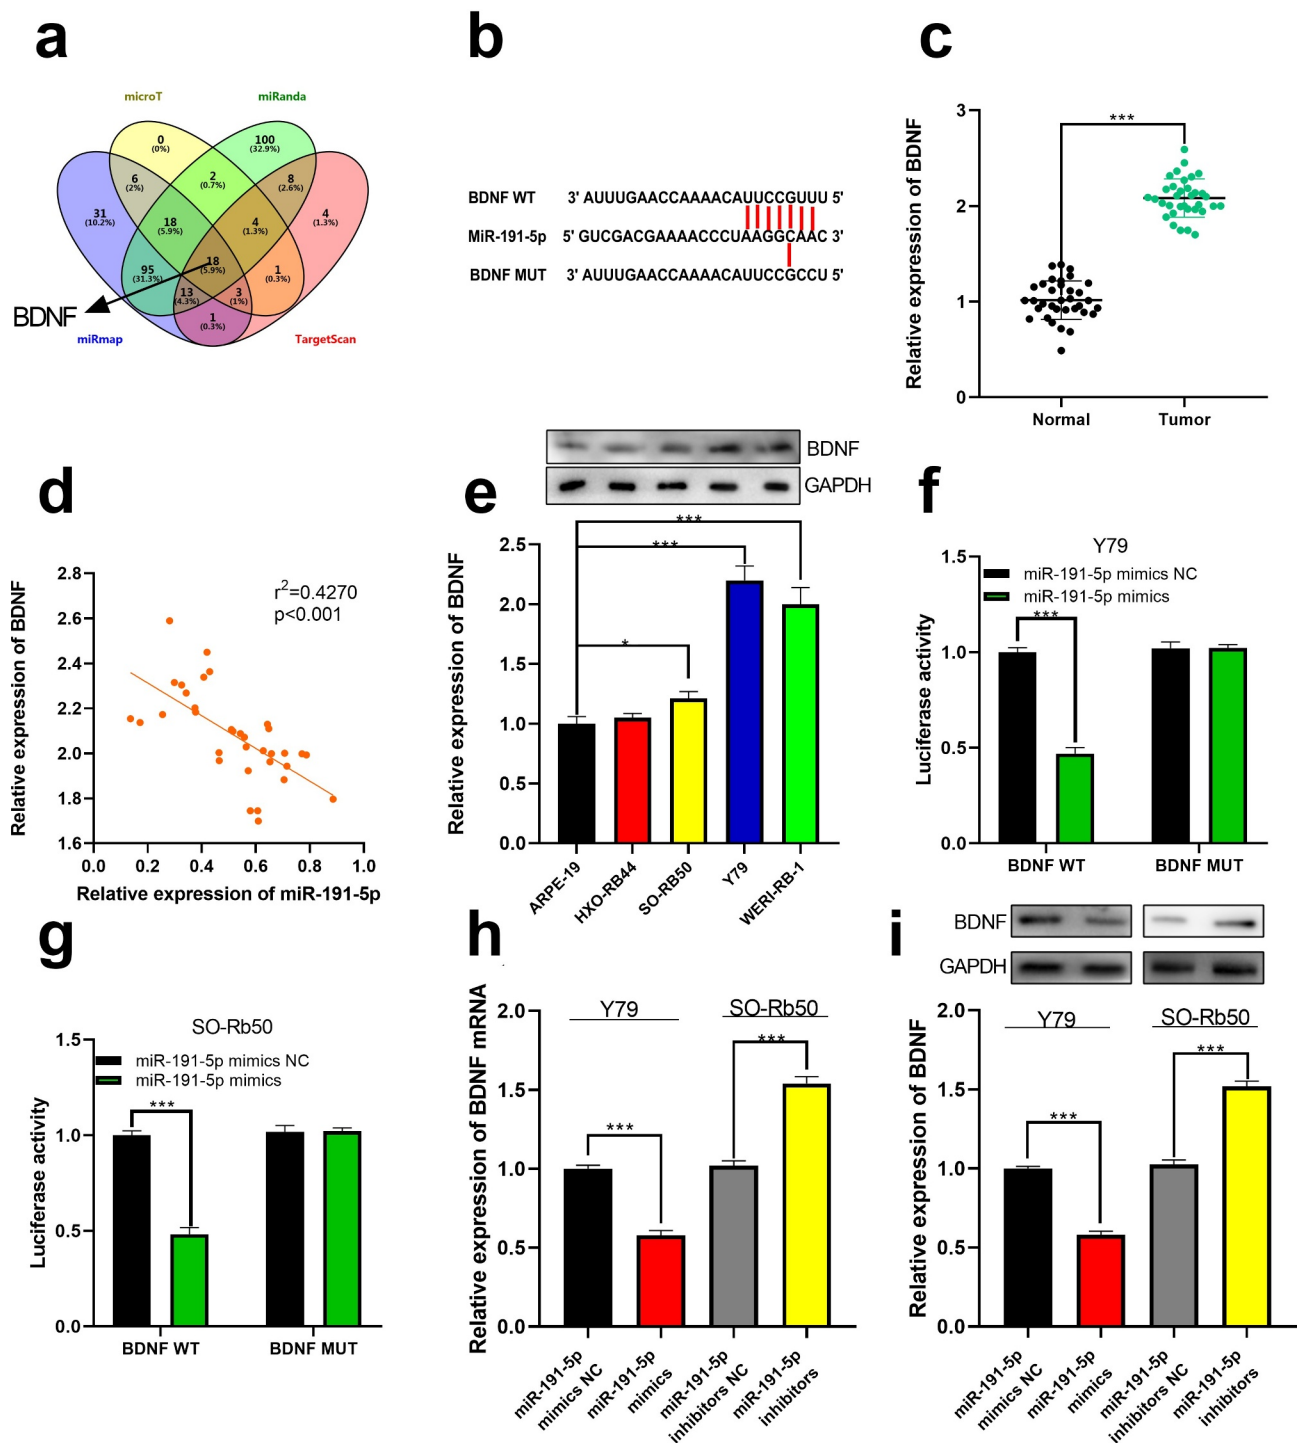 a
microT
miRanda
0
(0%)
100
(32.9%)
6
(2%)
2
(0.7%)
8
(2.6%)
31
(10.2%)
18
(5.9%)
4
(1.3%)
4
(1.3%)
95
(31.3%)
18
(5.9%)
1
(0.3%)
13
(4.3%)
3
(1%)
1
(0.3%)
BDNF
miRmap
TargetScan
b
BDNF WT 3' AUUUGAACCAAAACAUUCCGUUU 5'
MiR-191-5p 5' GUCGACGAAAACCCUAAGGCAAC 3'
BDNF MUT 3' AUUUGAACCAAAACAUUCCGCCU 5'
c
Relative expression of BDNF
3
2
1
0
***
Normal Tumor
d
Relative expression of BDNF
2.8
2.6
2.4
2.2
2.0
1.8
1.6
r²=0.4270
p<0.001
0.0 0.2 0.4 0.6 0.8 1.0
Relative expression of miR-191-5p
e
BDNF
GAPDH
Relative expression of BDNF
2.5
2.0
1.5
1.0
0.5
0.0
***
***
*
ARPE-19
HXO-RB44
SO-RB50
Y79
WERI-RB-1
f
Y79
miR-191-5p mimics NC
miR-191-5p mimics
Luciferase activity
1.5
1.0
0.5
0.0
***
BDNF WT BDNF MUT
g
SO-Rb50
miR-191-5p mimics NC
miR-191-5p mimics
Luciferase activity
1.5
1.0
0.5
0.0
***
BDNF WT BDNF MUT
h
Relative expression of BDNF mRNA
2.0
1.5
1.0
0.5
0.0
Y79
SO-Rb50
***
***
miR-191-5p
mimics NC
miR-191-5p
mimics
miR-191-5p
inhibitors NC
miR-191-5p
inhibitors
i
BDNF
GAPDH
Relative expression of BDNF
2.0
1.5
1.0
0.5
0.0
Y79
SO-Rb50
***
***
miR-191-5p
mimics NC
miR-191-5p
mimics
miR-191-5p
inhibitors NC
miR-191-5p
inhibitors